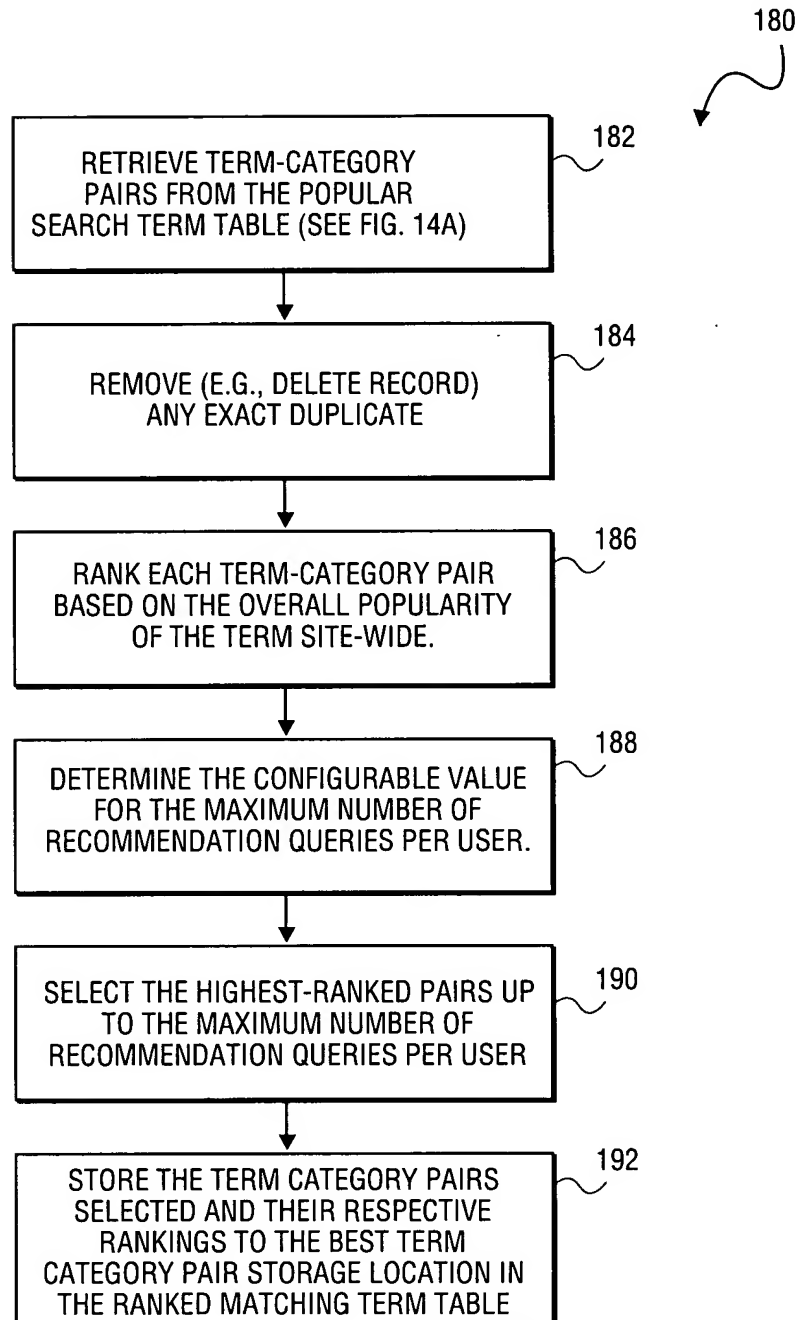 180
182
RETRIEVE TERM-CATEGORY
PAIRS FROM THE POPULAR
SEARCH TERM TABLE (SEE FIG. 14A)
184
REMOVE (E.G., DELETE RECORD)
ANY EXACT DUPLICATE
186
RANK EACH TERM-CATEGORY PAIR
BASED ON THE OVERALL POPULARITY
OF THE TERM SITE-WIDE.
188
DETERMINE THE CONFIGURABLE VALUE
FOR THE MAXIMUM NUMBER OF
RECOMMENDATION QUERIES PER USER.
190
SELECT THE HIGHEST-RANKED PAIRS UP
TO THE MAXIMUM NUMBER OF
RECOMMENDATION QUERIES PER USER
192
STORE THE TERM CATEGORY PAIRS
SELECTED AND THEIR RESPECTIVE
RANKINGS TO THE BEST TERM
CATEGORY PAIR STORAGE LOCATION IN
THE RANKED MATCHING TERM TABLE